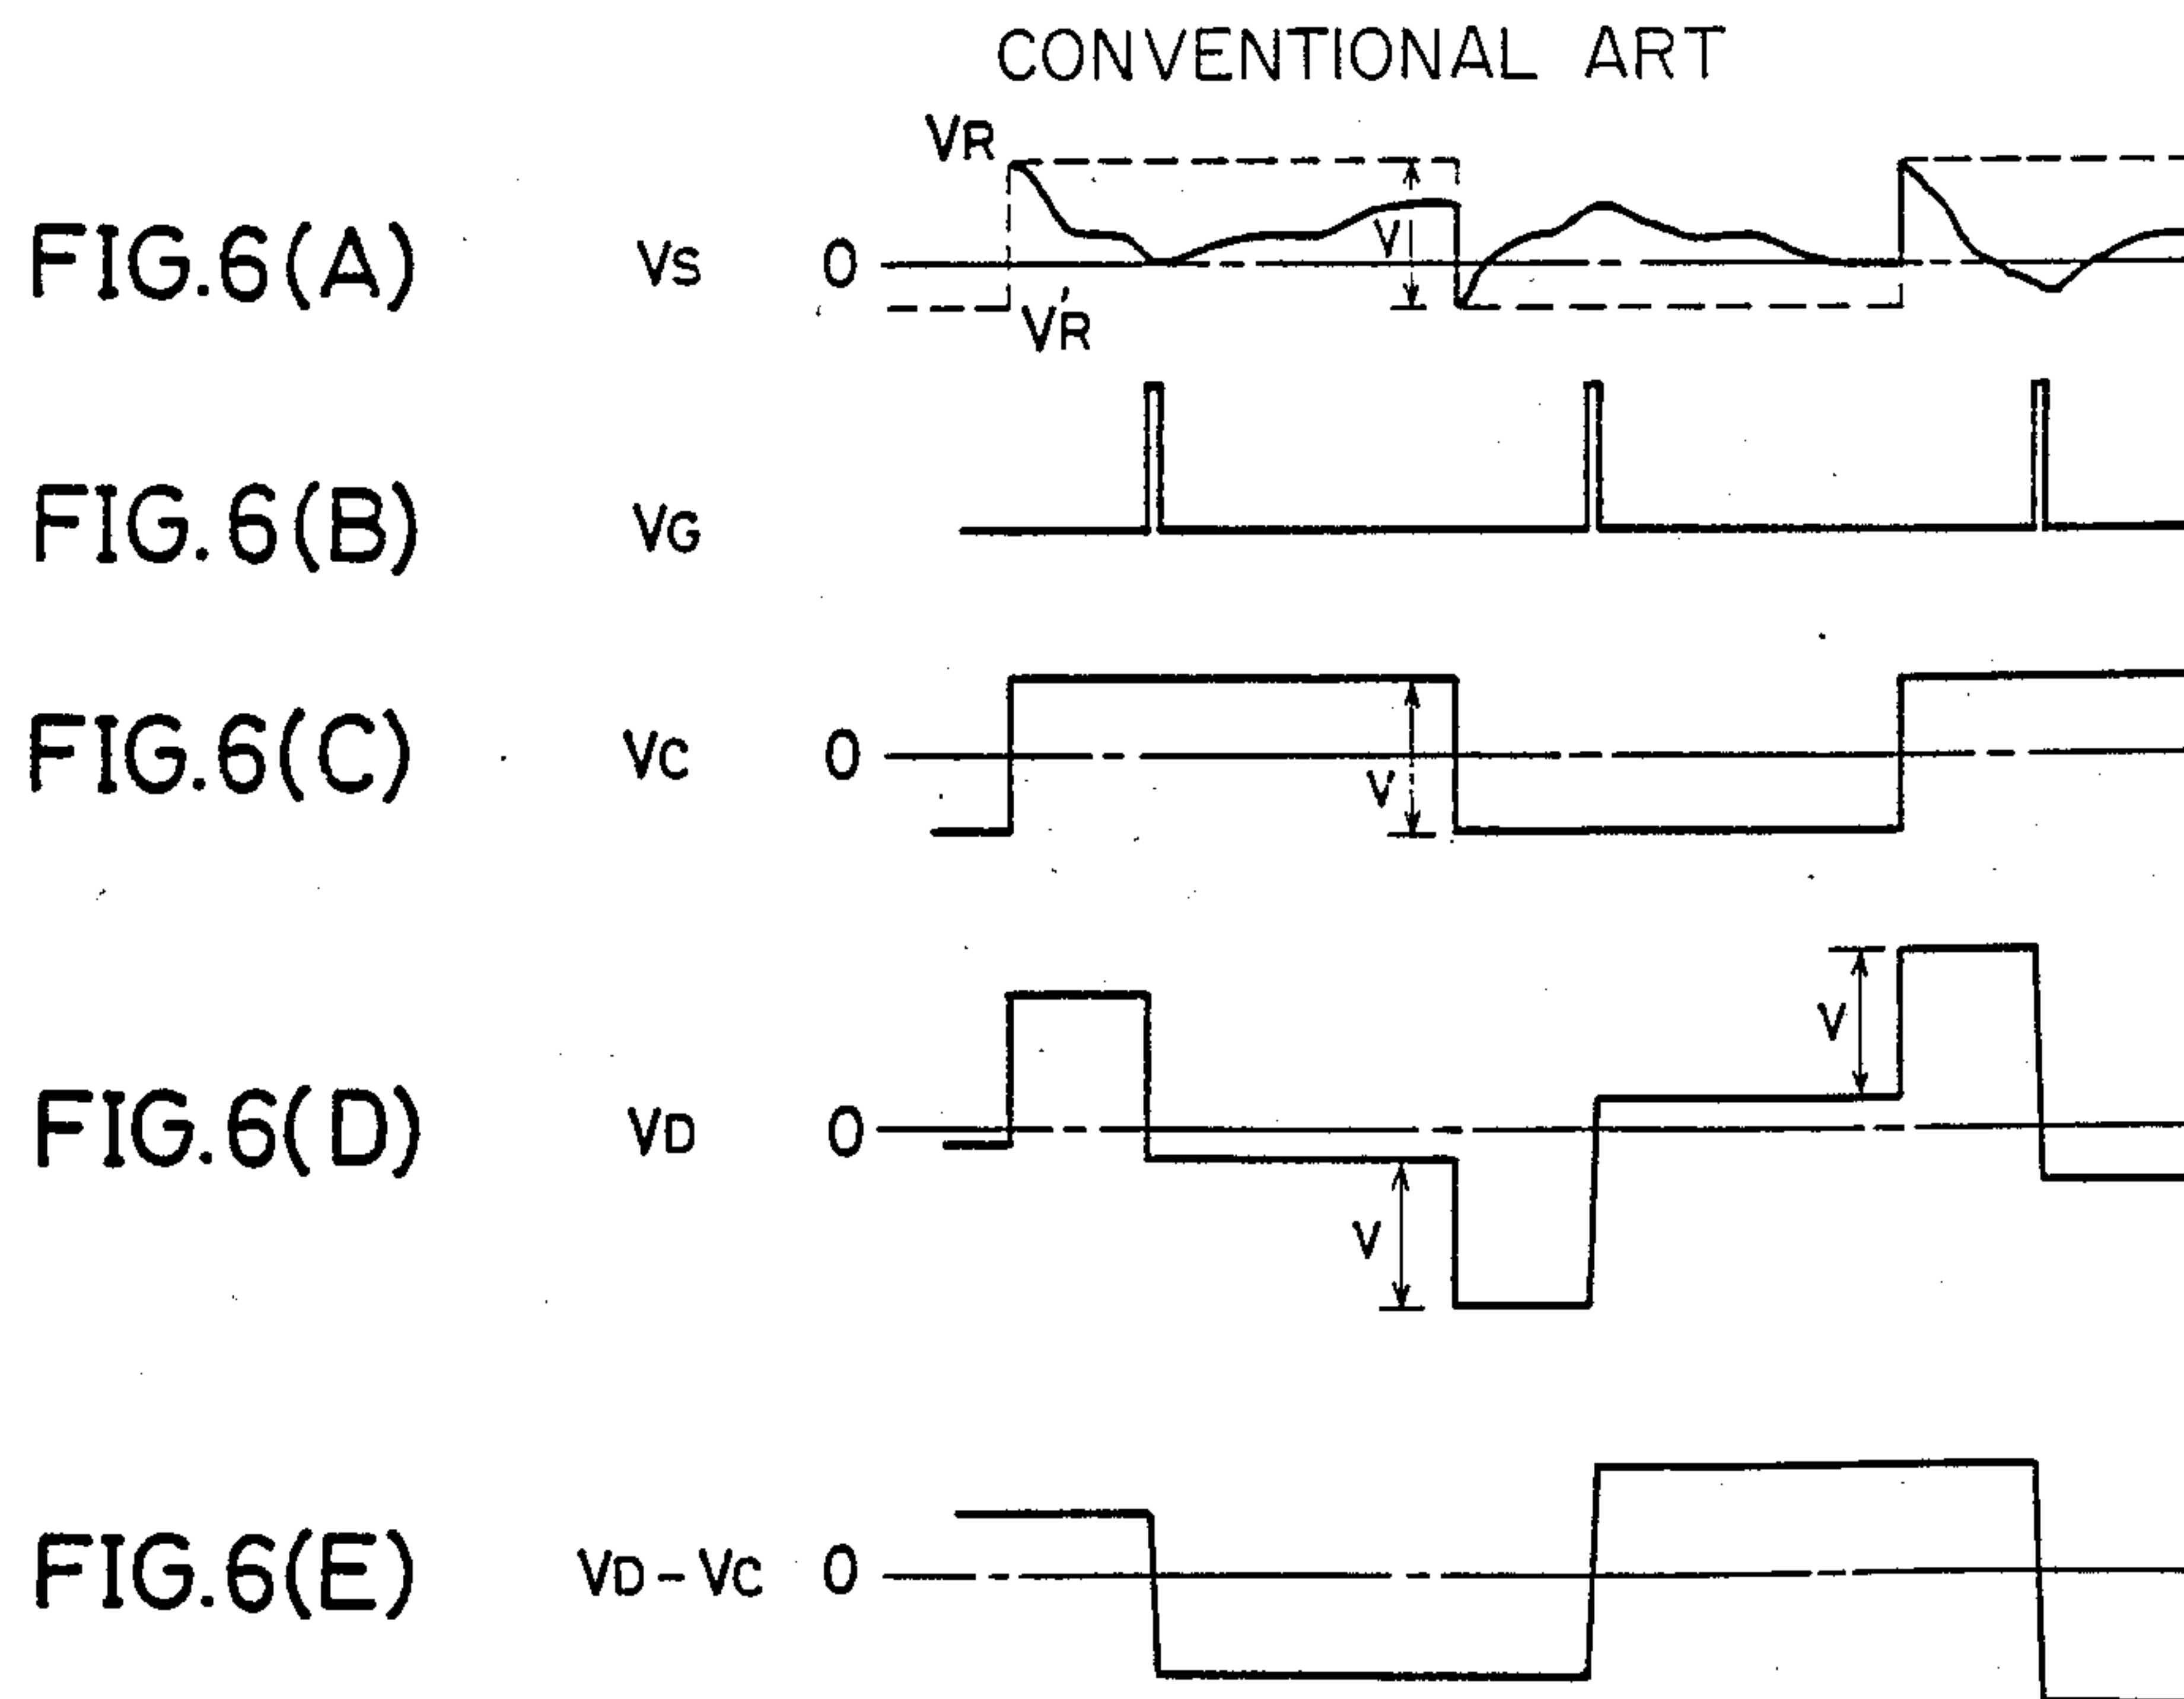 CONVENTIONAL ART
VR
FIG.6(A) VS 0 V
V'R
FIG.6(B) VG
FIG.6(C) VC 0 V
FIG.6(D) VD 0 V V
FIG.6(E) VD - VC 0